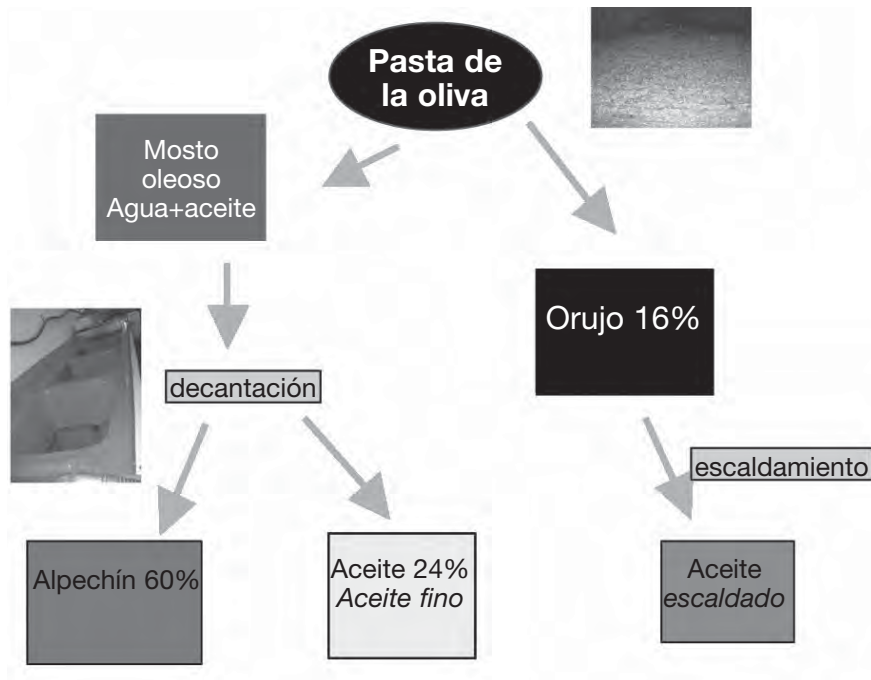 Pasta de
la oliva
Mosto
oleoso
Agua+aceite
Orujo 16%
decantación
escaldamiento
Alpechín 60%
Aceite 24%
Aceite fino
Aceite
escaldado